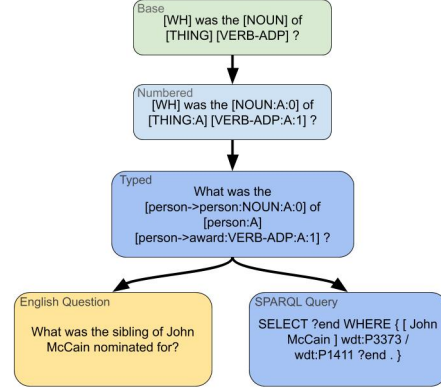 Base
[WH] was the [NOUN] of
[THING] [VERB-ADP] ?
Numbered
[WH] was the [NOUN:A:0] of
[THING:A] [VERB-ADP:A:1] ?
Typed
What was the
[person->person:NOUN:A:0] of
[person:A]
[person->award:VERB-ADP:A:1] ?
English Question
What was the sibling of John
McCain nominated for?
SPARQL Query
SELECT ?end WHERE { [ John
McCain ] wdt:P3373 /
wdt:P1411 ?end . }